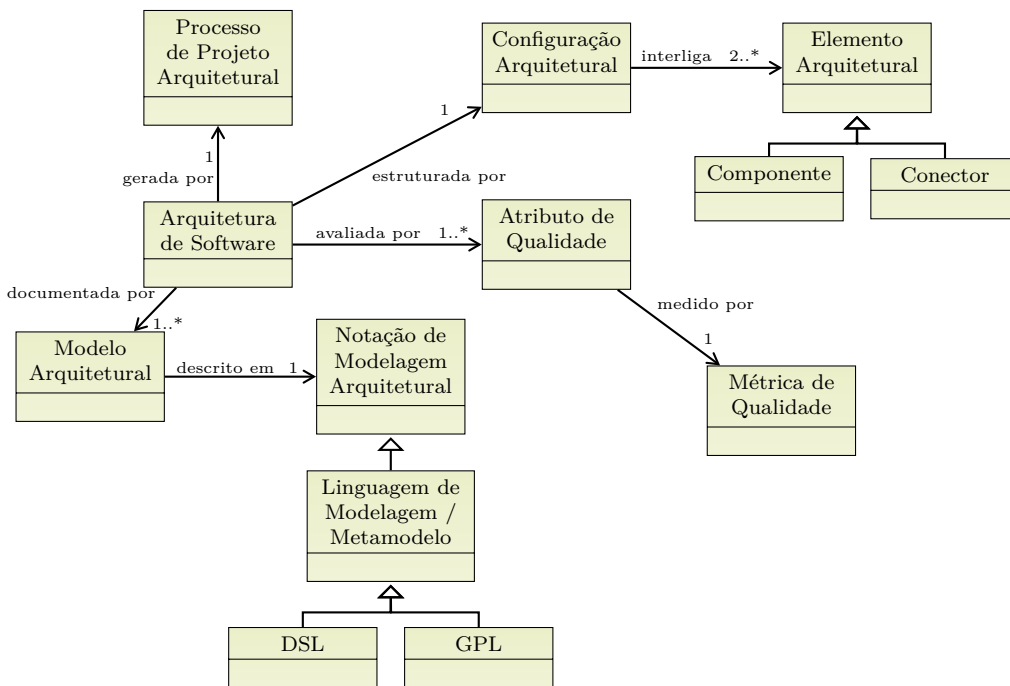 Processo
de Projeto
Arquitetural
Configuração
Arquitetural
interliga 2..*
Elemento
Arquitetural
1
gerada por
1
estruturada por
Componente
Conector
Arquitetura
de Software
avaliada por 1..*
Atributo de
Qualidade
documentada por
1..*
medido por
1
Modelo
Arquitetural
descrito em 1
Notação de
Modelagem
Arquitetural
Métrica de
Qualidade
Linguagem de
Modelagem /
Metamodelo
DSL
GPL